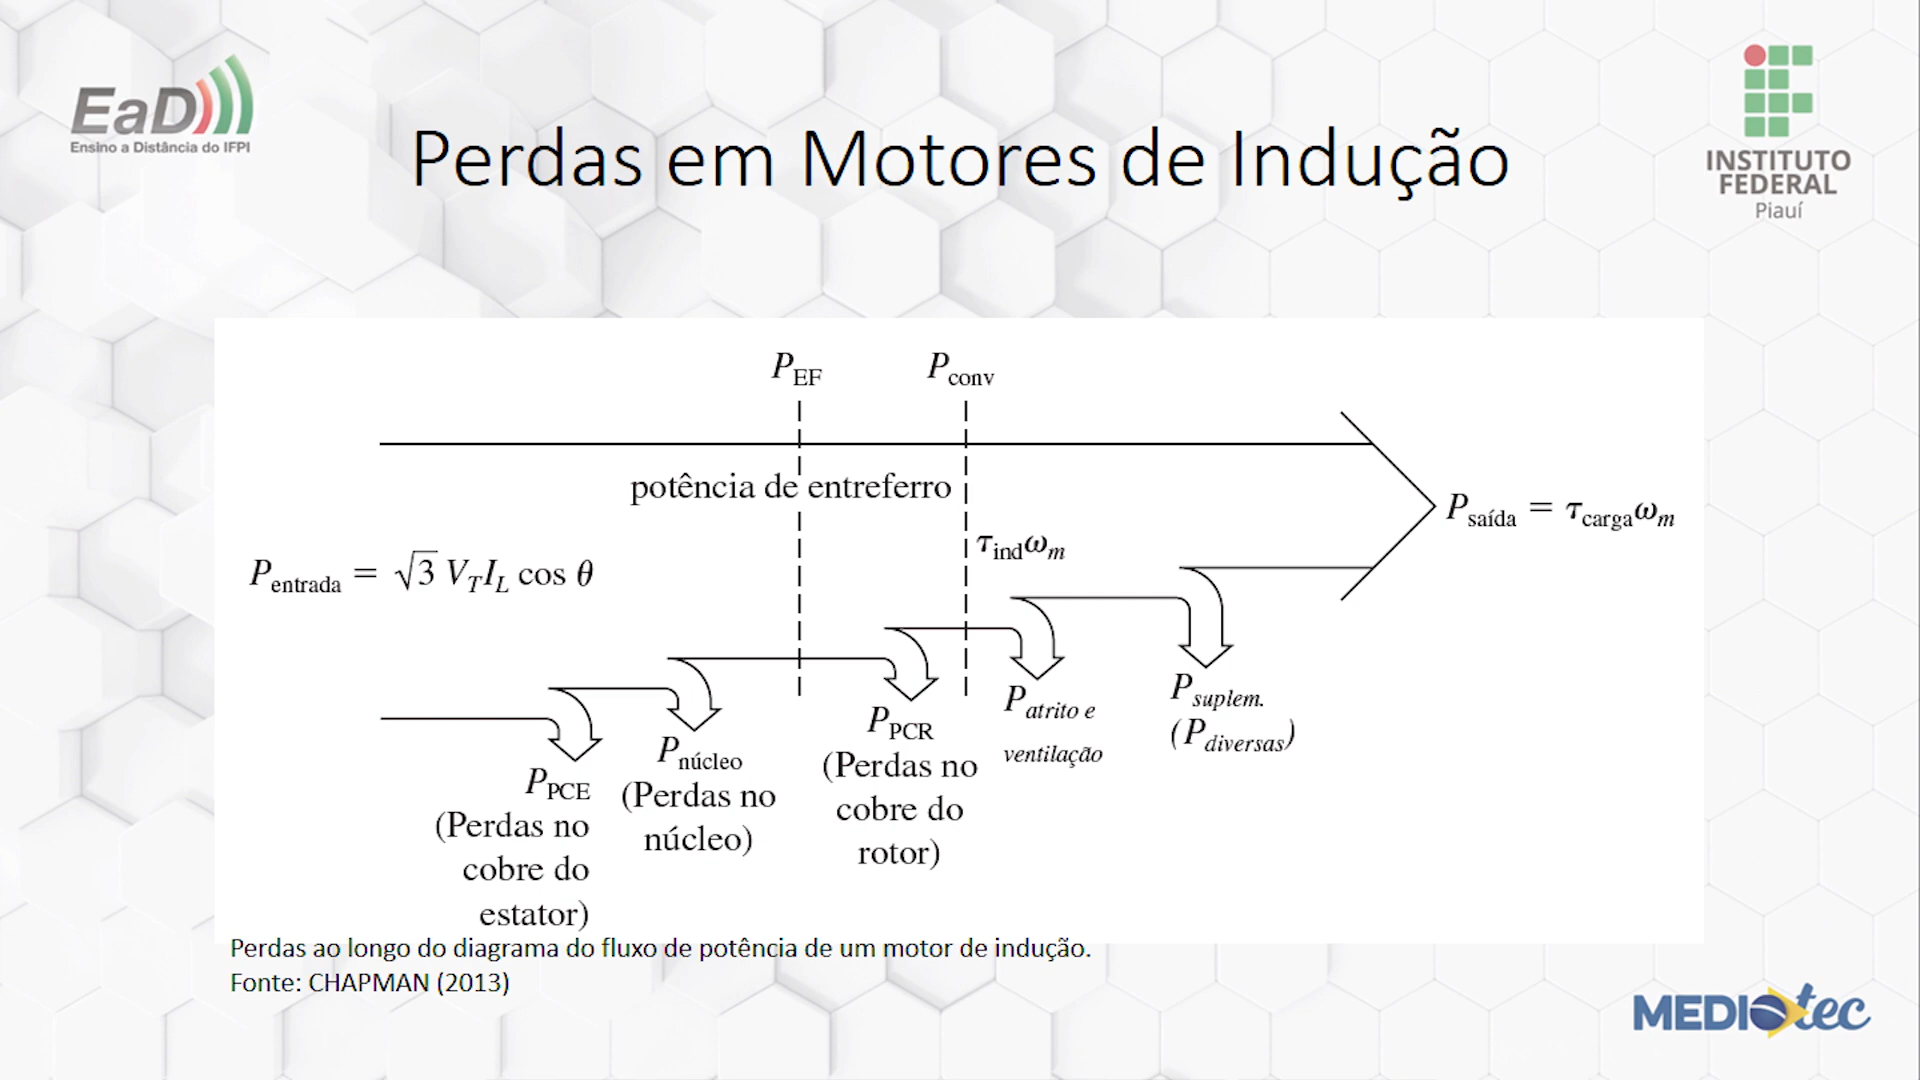 EaD
Ensino a Distância do IFPI
Perdas em Motores de Indução
INSTITUTO
FEDERAL
Piauí
P_EF
P_conv
potência de entreferro
P_saída = τ_carga ω_m
τ_ind ω_m
P_entrada = √3 V_T I_L cos θ
P_PCE
(Perdas no
cobre do
estator)
P_núcleo
(Perdas no
núcleo)
P_PCR
(Perdas no
cobre do
rotor)
P_atrito e
ventilação
P_suplem.
(P_diversas)
Perdas ao longo do diagrama do fluxo de potência de um motor de indução.
Fonte: CHAPMAN (2013)
MEDIOtec